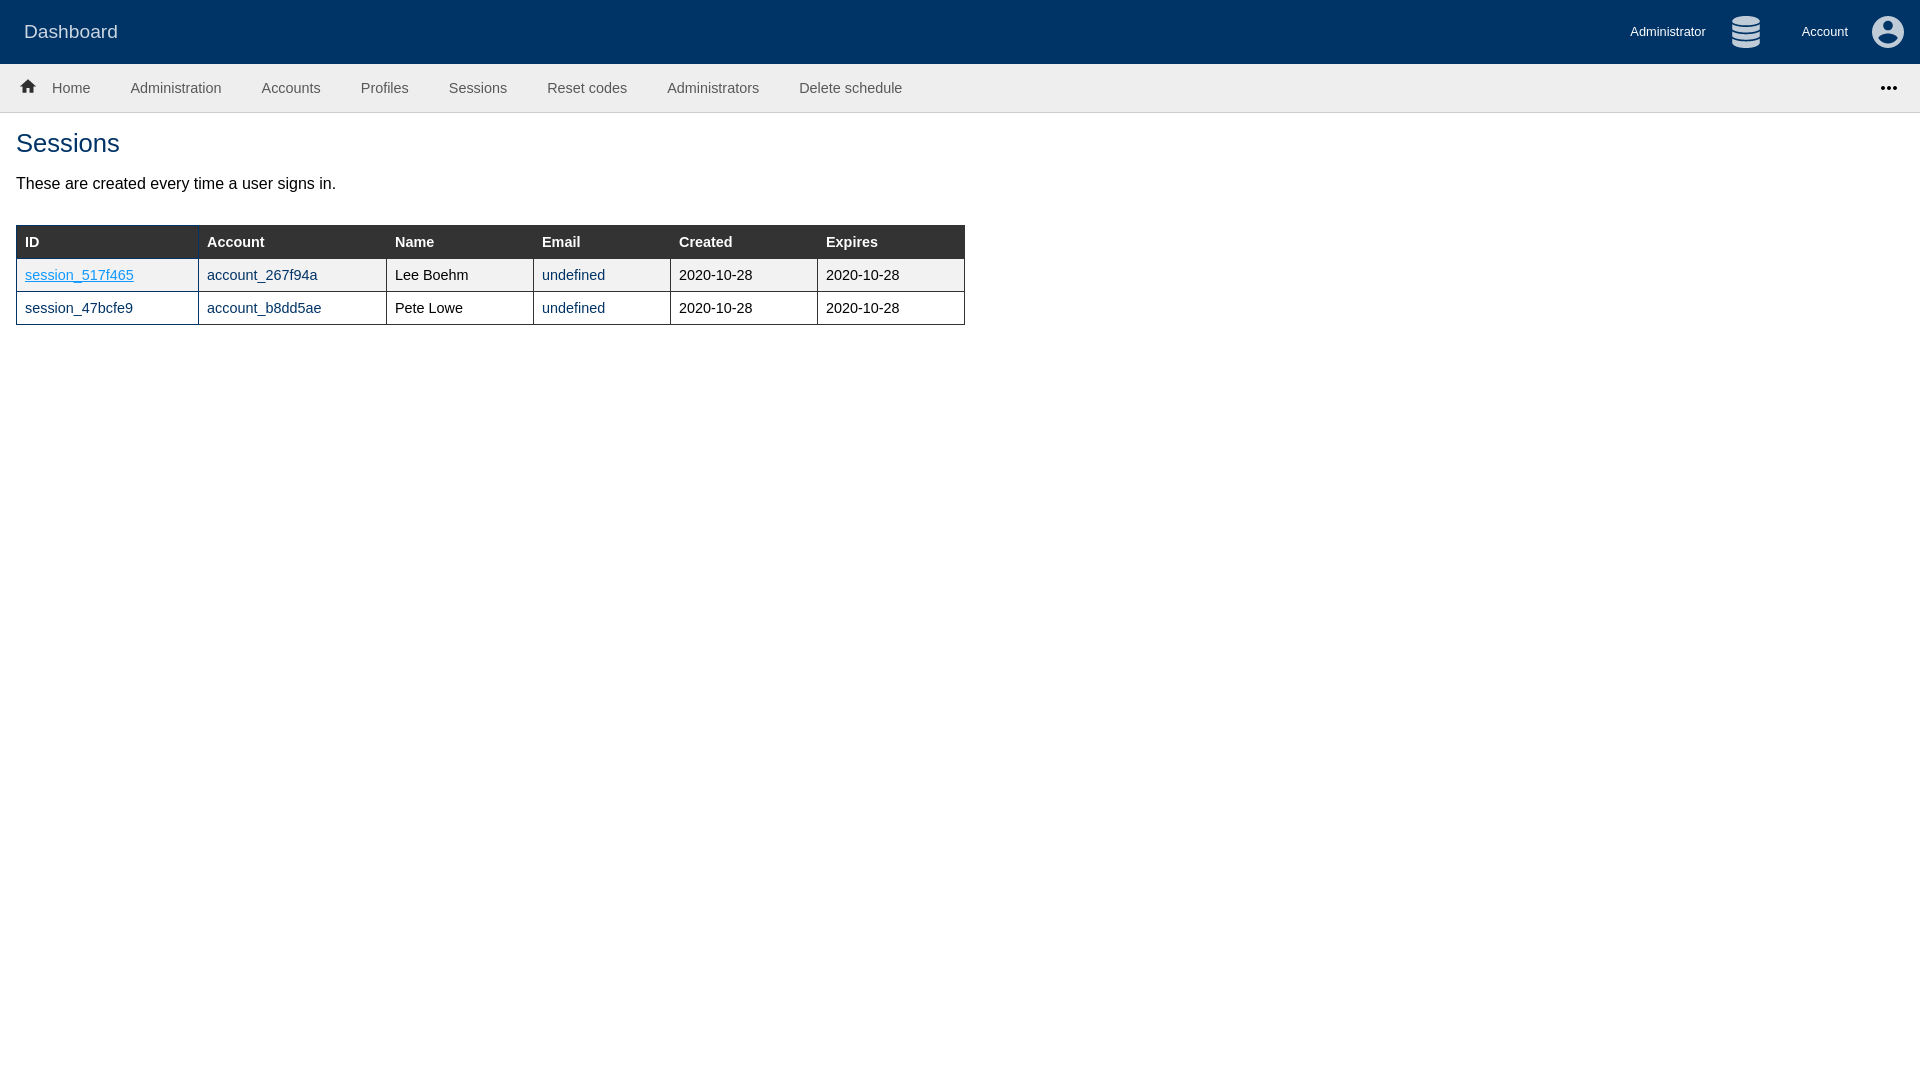 Dashboard Administrator Account
Home Administration Accounts Profiles Sessions Reset codes Administrators Delete schedule
Sessions
These are created every time a user signs in.
ID Account Name Email Created Expires
session_517f465 account_267f94a Lee Boehm undefined 2020-10-28 2020-10-28
session_47bcfe9 account_b8dd5ae Pete Lowe undefined 2020-10-28 2020-10-28